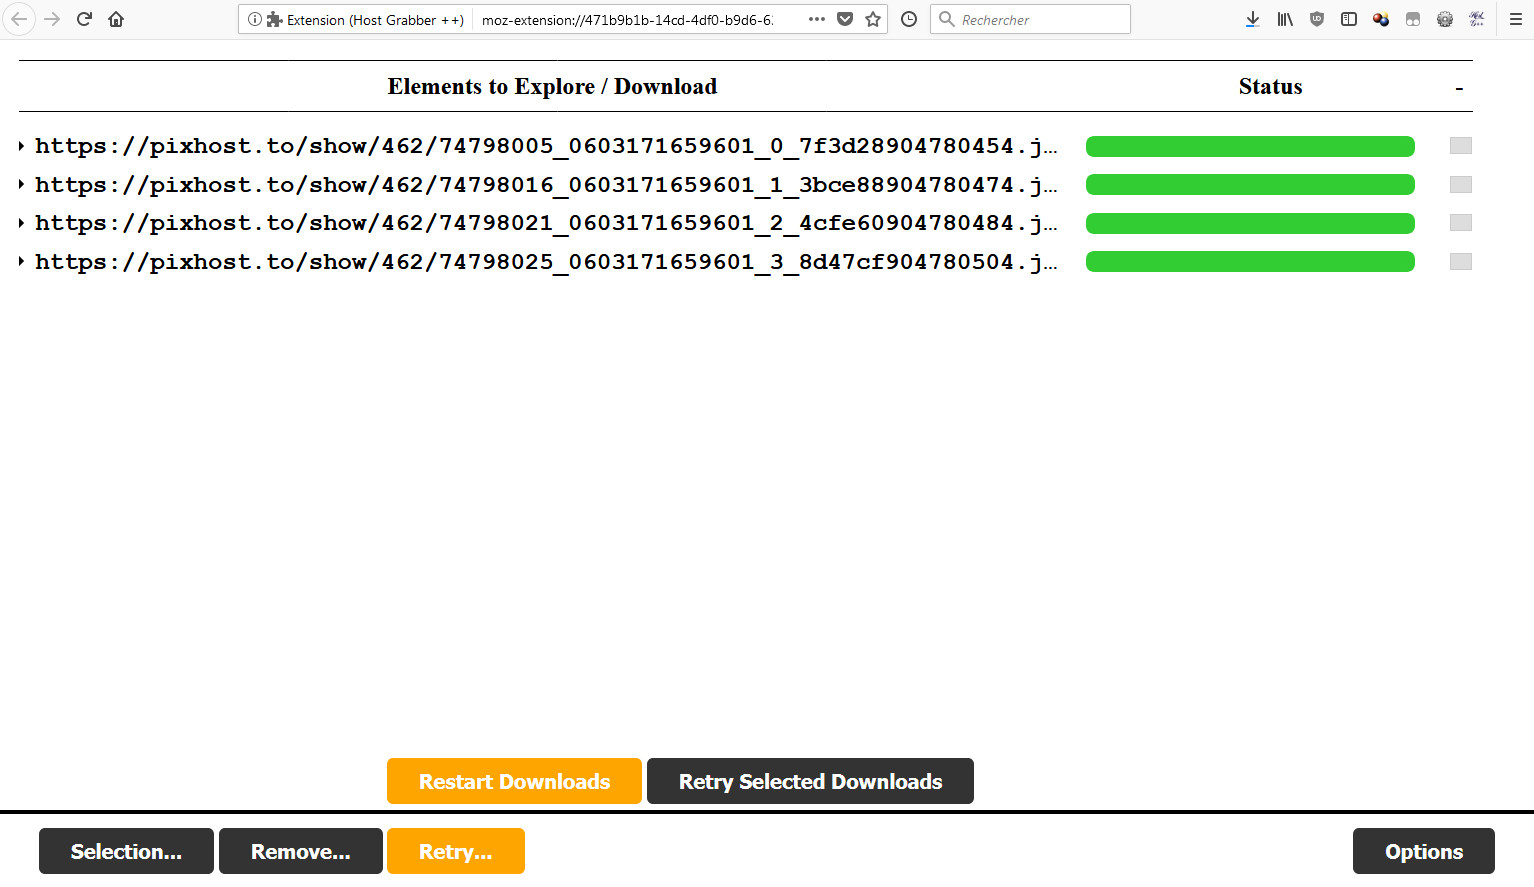 Extension (Host Grabber ++) moz-extension://471b9b1b-14cd-4df0-b9d6-6 Rechercher
Elements to Explore / Download Status -
https://pixhost.to/show/462/74798005_0603171659601_0_7f3d28904780454.j...
https://pixhost.to/show/462/74798016_0603171659601_1_3bce88904780474.j...
https://pixhost.to/show/462/74798021_0603171659601_2_4cfe60904780484.j...
https://pixhost.to/show/462/74798025_0603171659601_3_8d47cf904780504.j...
Restart Downloads Retry Selected Downloads
Selection... Remove... Retry... Options